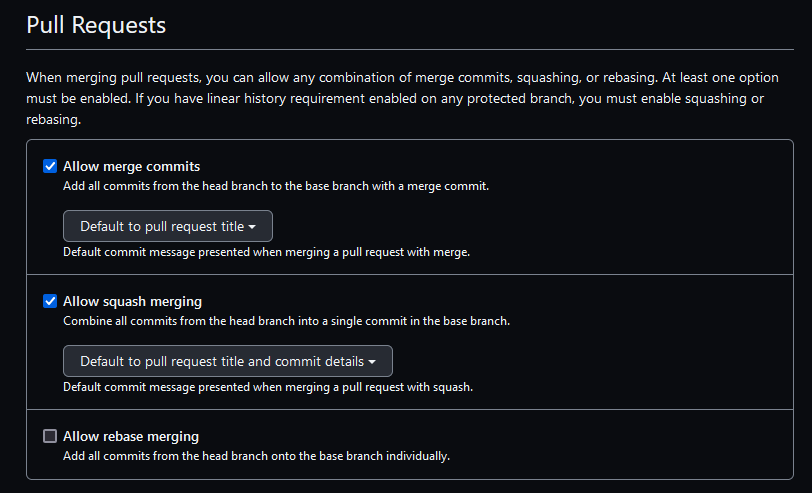 Pull Requests
When merging pull requests, you can allow any combination of merge commits, squashing, or rebasing. At least one option
must be enabled. If you have linear history requirement enabled on any protected branch, you must enable squashing or
rebasing.
Allow merge commits
Add all commits from the head branch to the base branch with a merge commit.
Default to pull request title
Default commit message presented when merging a pull request with merge.
Allow squash merging
Combine all commits from the head branch into a single commit in the base branch.
Default to pull request title and commit details
Default commit message presented when merging a pull request with squash.
Allow rebase merging
Add all commits from the head branch onto the base branch individually.